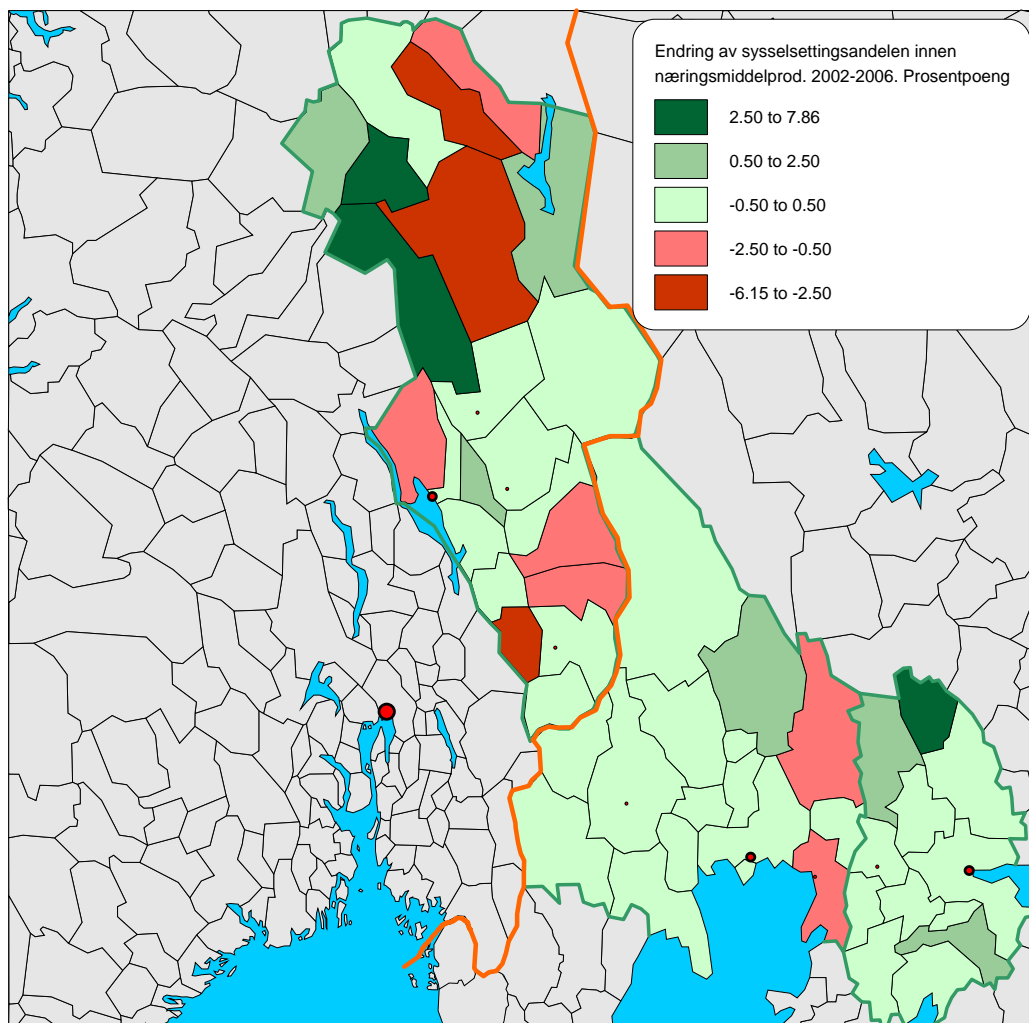 Endring av sysselsettingsandelen innen
næringsmiddelprod. 2002-2006. Prosentpoeng
2.50 to 7.86
0.50 to 2.50
-0.50 to 0.50
-2.50 to -0.50
-6.15 to -2.50